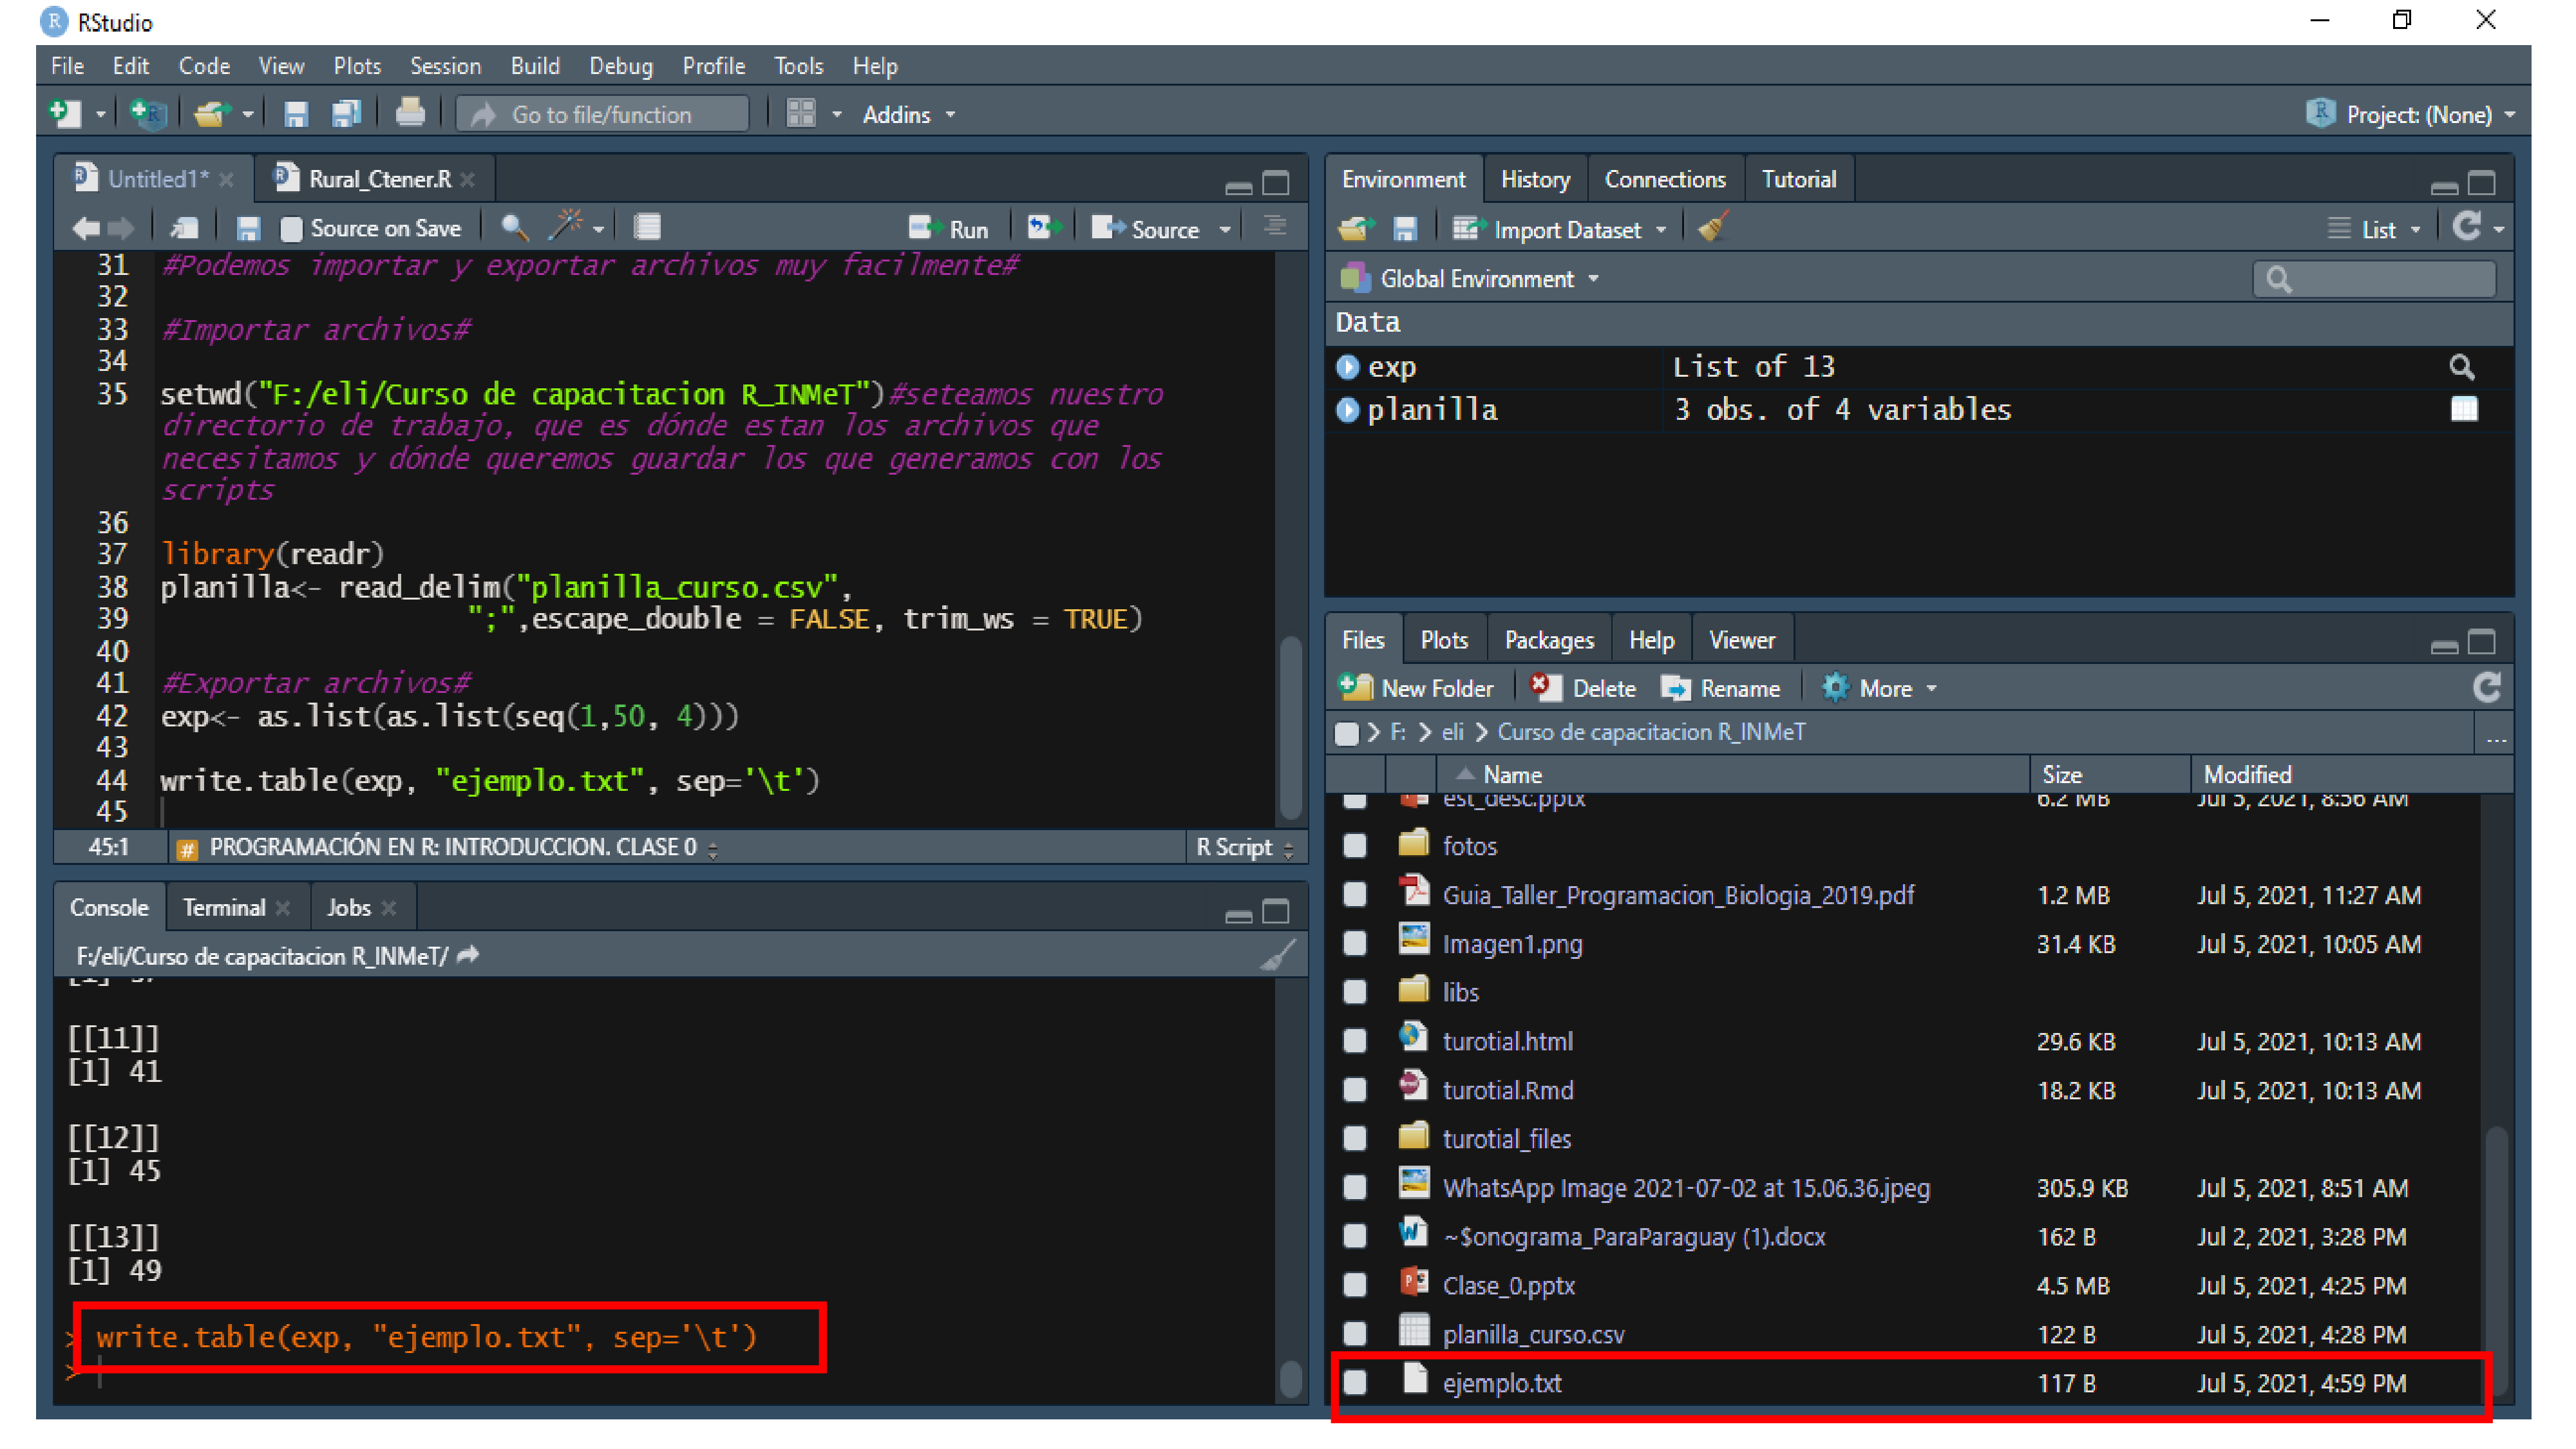 RStudio
File Edit Code View Plots Session Build Debug Profile Tools Help
Go to file/function Addins Project: (None)
Untitled1* Rural_Ctener.R
Source on Save Run Source
31 #Podemos importar y exportar archivos muy facilmente#
32
33 #Importar archivos#
34
35 setwd("F:/eli/Curso de capacitacion R_INMeT")#seteamos nuestro
directorio de trabajo, que es dónde estan los archivos que
necesitamos y dónde queremos guardar los que generamos con los
scripts
36
37 library(readr)
38 planilla<- read_delim("planilla_curso.csv",
39 ";",escape_double = FALSE, trim_ws = TRUE)
40
41 #Exportar archivos#
42 exp<- as.list(as.list(seq(1,50, 4)))
43
44 write.table(exp, "ejemplo.txt", sep='\t')
45
45:1 # PROGRAMACIÓN EN R: INTRODUCCION. CLASE 0 R Script
Console Terminal Jobs
F:/eli/Curso de capacitacion R_INMeT/
[1] 37
[[11]]
[1] 41
[[12]]
[1] 45
[[13]]
[1] 49
> write.table(exp, "ejemplo.txt", sep='\t')
>
Environment History Connections Tutorial
Import Dataset List
Global Environment
Data
exp List of 13
planilla 3 obs. of 4 variables
Files Plots Packages Help Viewer
New Folder Delete Rename More
F: eli Curso de capacitacion R_INMeT ...
Name Size Modified
est_desc.pptx 6.2 MB Jul 5, 2021, 8:56 AM
fotos
Guia_Taller_Programacion_Biologia_2019.pdf 1.2 MB Jul 5, 2021, 11:27 AM
Imagen1.png 31.4 KB Jul 5, 2021, 10:05 AM
libs
turotial.html 29.6 KB Jul 5, 2021, 10:13 AM
turotial.Rmd 18.2 KB Jul 5, 2021, 10:13 AM
turotial_files
WhatsApp Image 2021-07-02 at 15.06.36.jpeg 305.9 KB Jul 5, 2021, 8:51 AM
~$onograma_ParaParaguay (1).docx 162 B Jul 2, 2021, 3:28 PM
Clase_0.pptx 4.5 MB Jul 5, 2021, 4:25 PM
planilla_curso.csv 122 B Jul 5, 2021, 4:28 PM
ejemplo.txt 117 B Jul 5, 2021, 4:59 PM